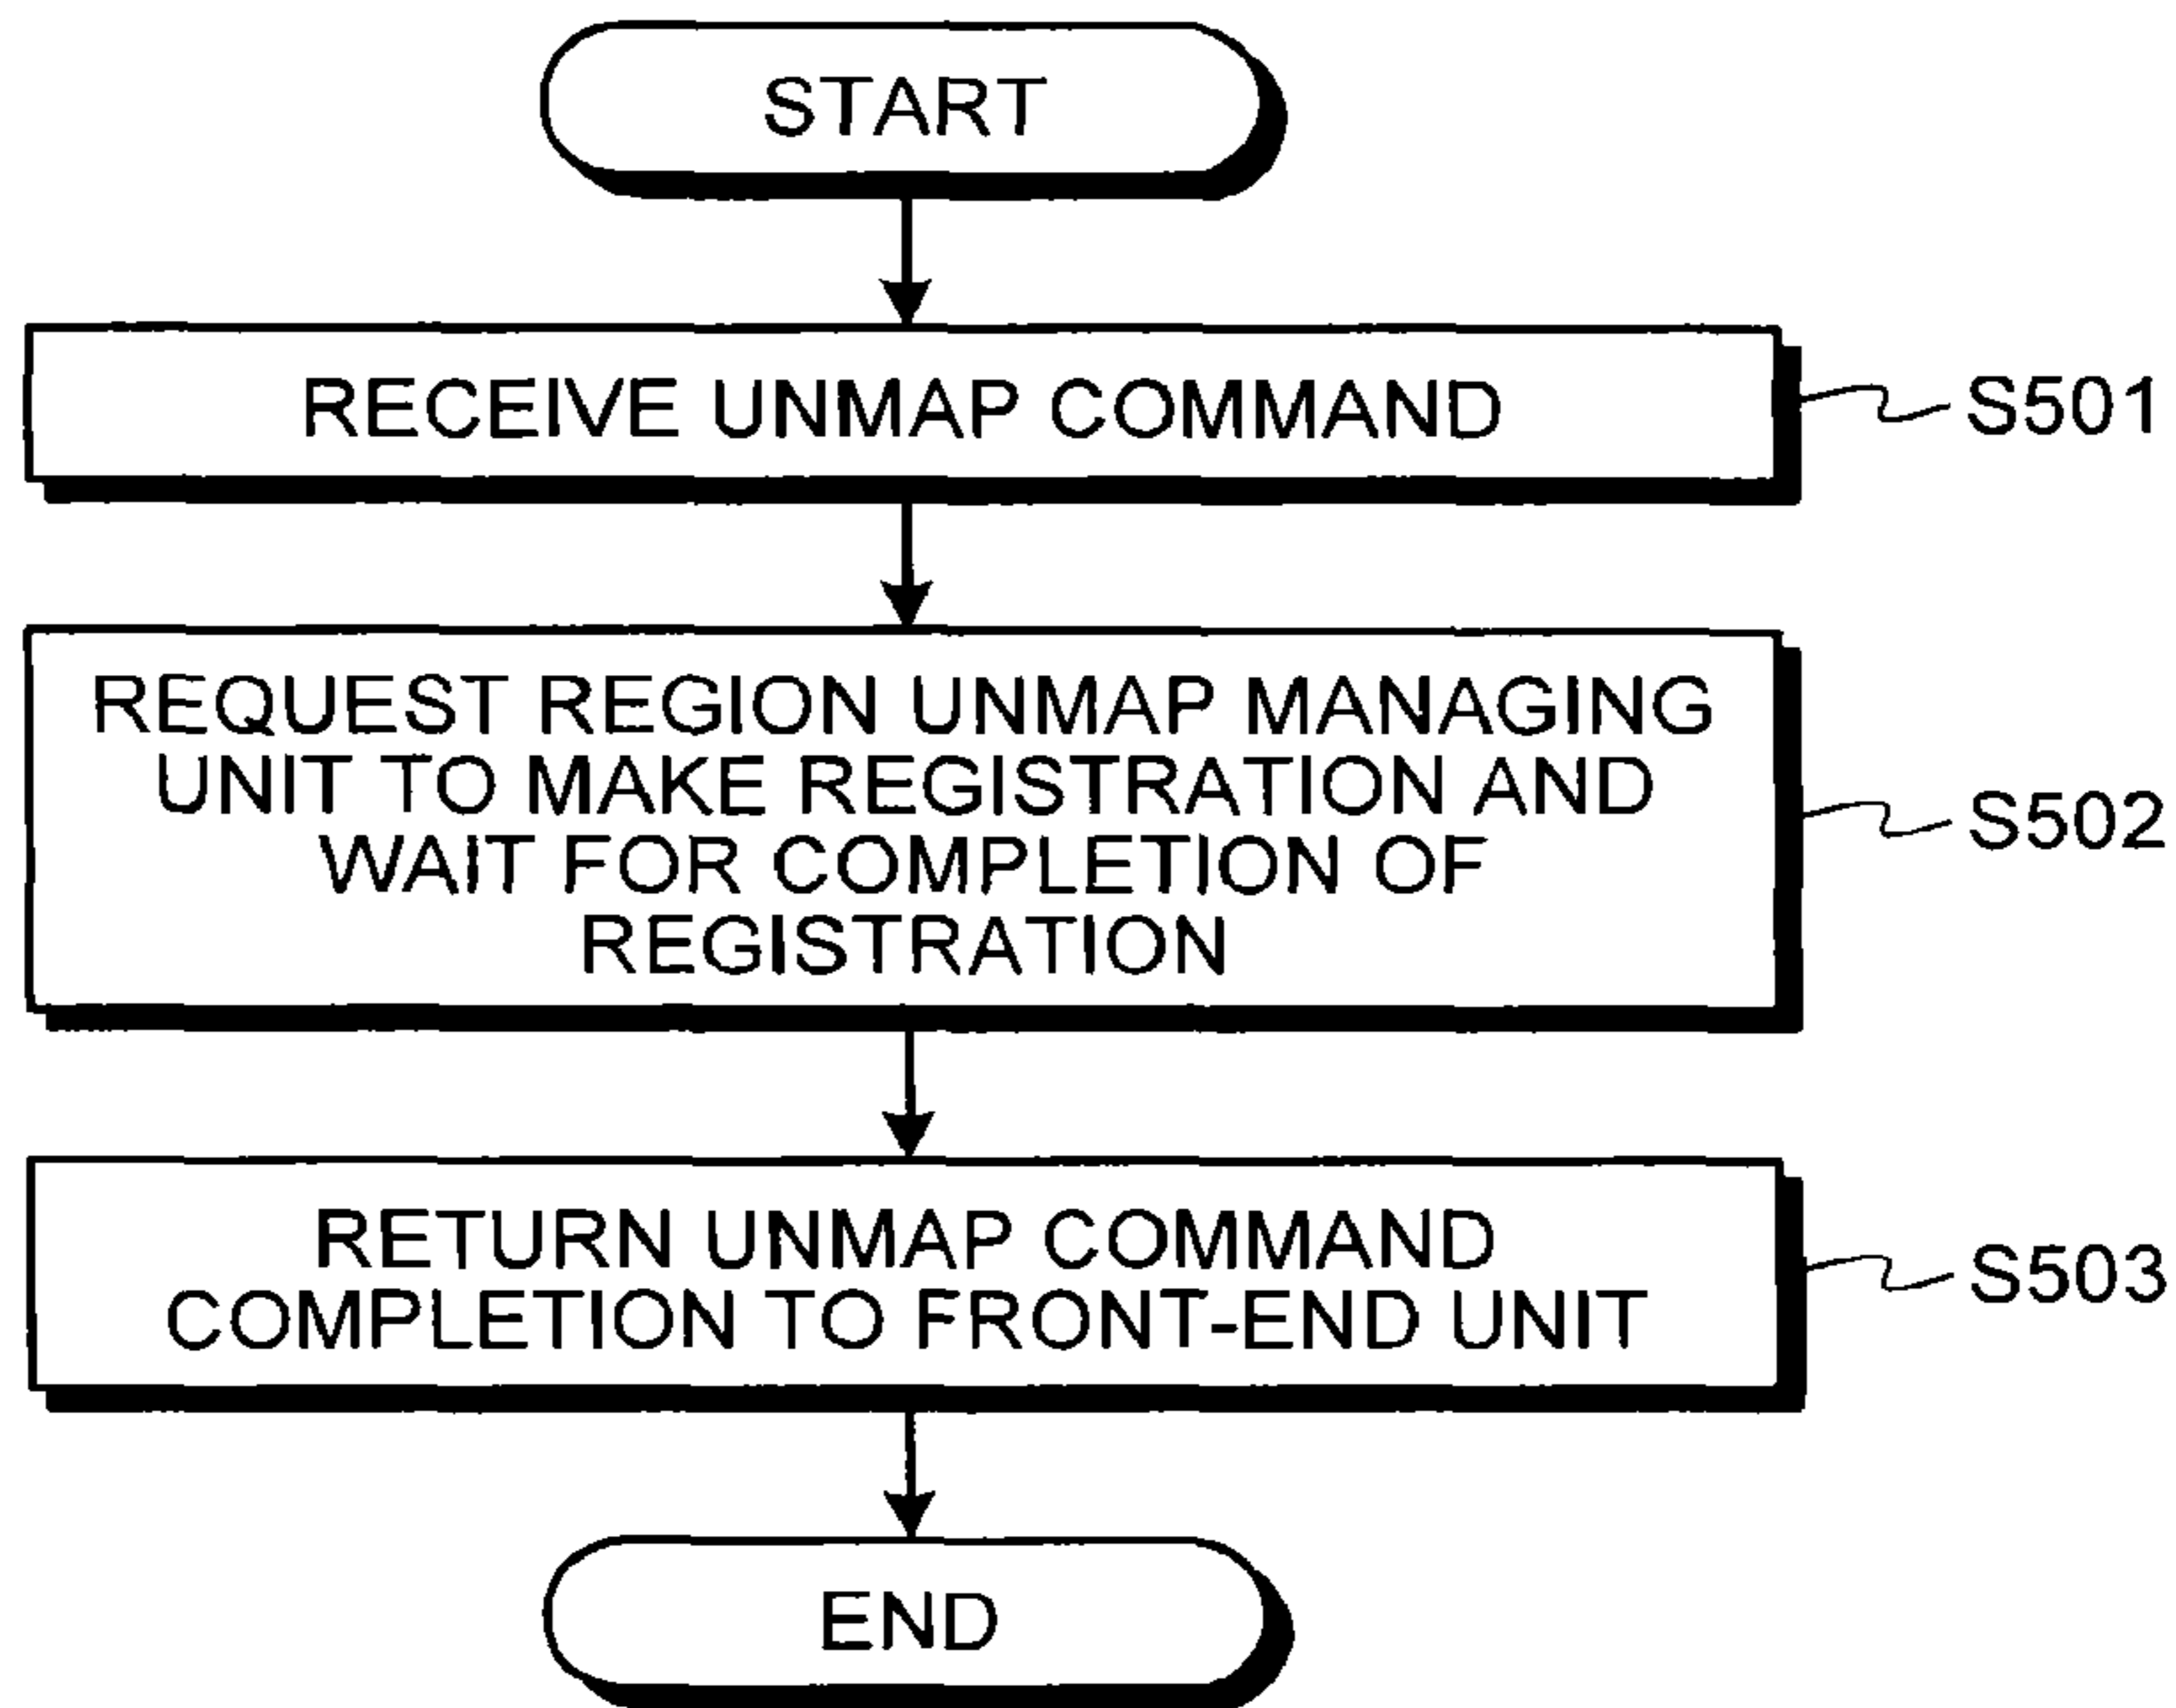 START
RECEIVE UNMAP COMMAND
S501
REQUEST REGION UNMAP MANAGING
UNIT TO MAKE REGISTRATION AND
WAIT FOR COMPLETION OF
REGISTRATION
S502
RETURN UNMAP COMMAND
COMPLETION TO FRONT-END UNIT
S503
END